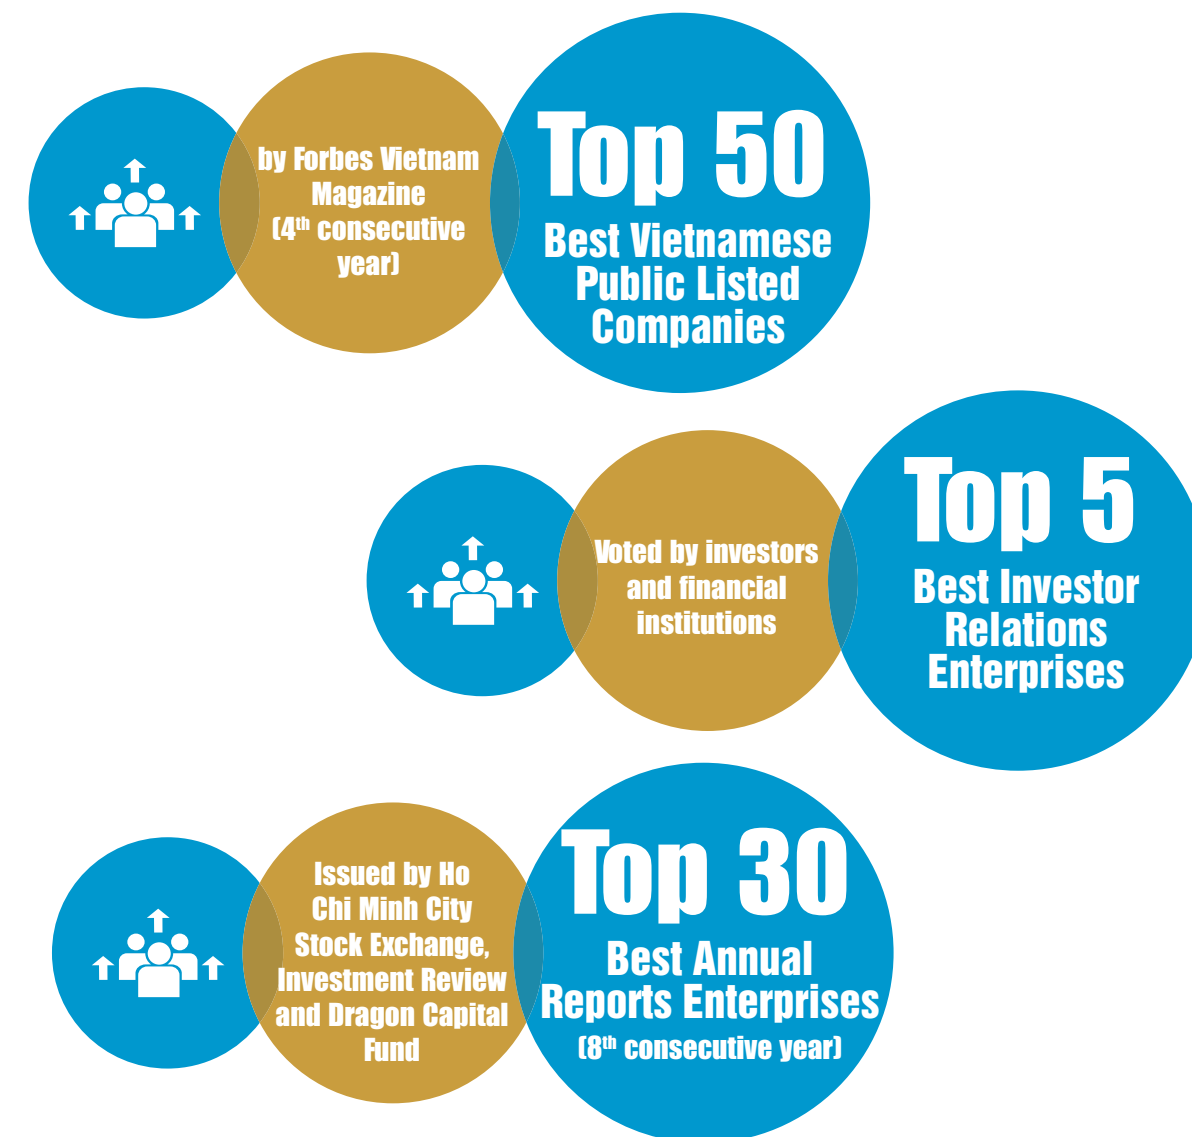 by Forbes Vietnam
Magazine
(4th consecutive
year)
Top 50
Best Vietnamese
Public Listed
Companies
Voted by investors
and financial
institutions
Top 5
Best Investor
Relations
Enterprises
Issued by Ho
Chi Minh City
Stock Exchange,
Investment Review
and Dragon Capital
Fund
Top 30
Best Annual
Reports Enterprises
(8th consecutive year)